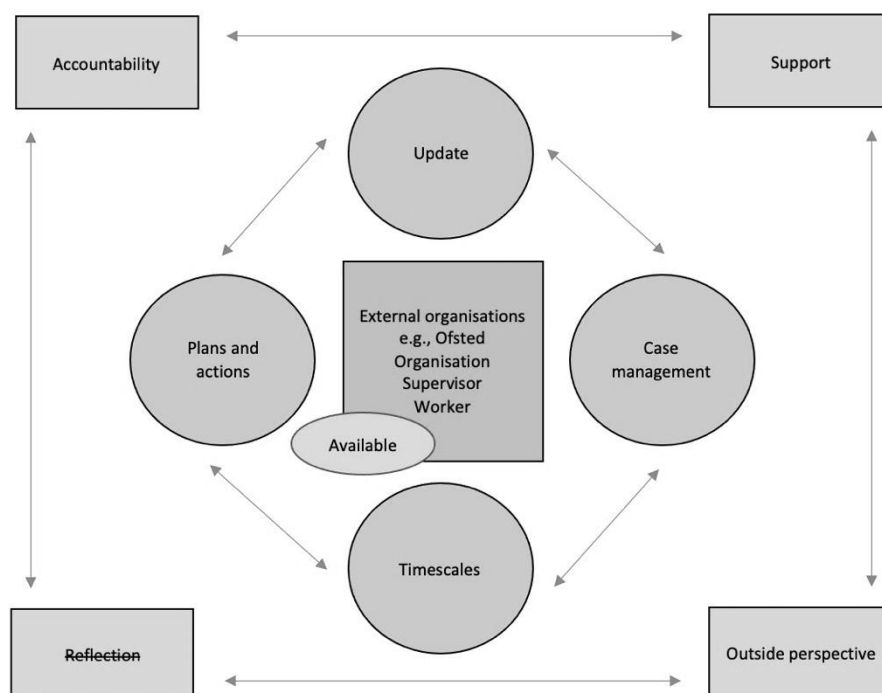 Accountability
Support
Update
External organisations
e.g., Ofsted
Organisation
Supervisor
Worker
Plans and
actions
Case
management
Available
Timescales
Reflection
Outside perspective